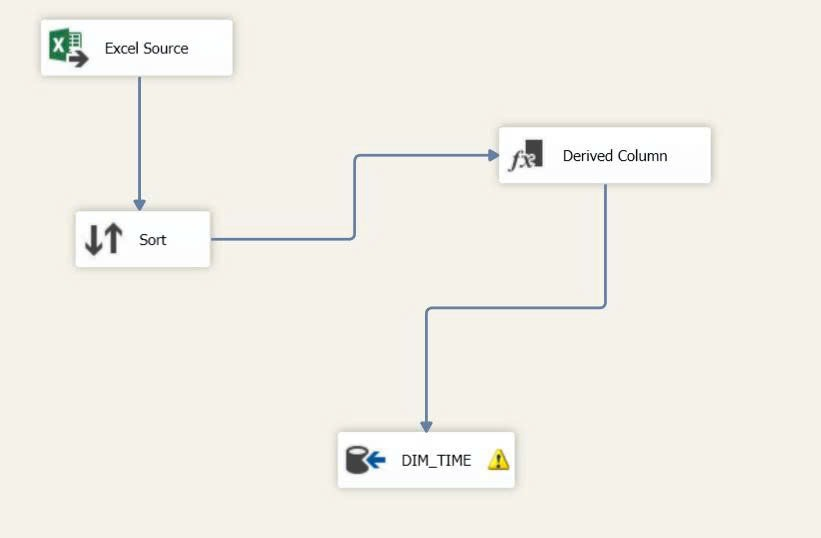 Excel Source
Derived Column
Sort
DIM_TIME